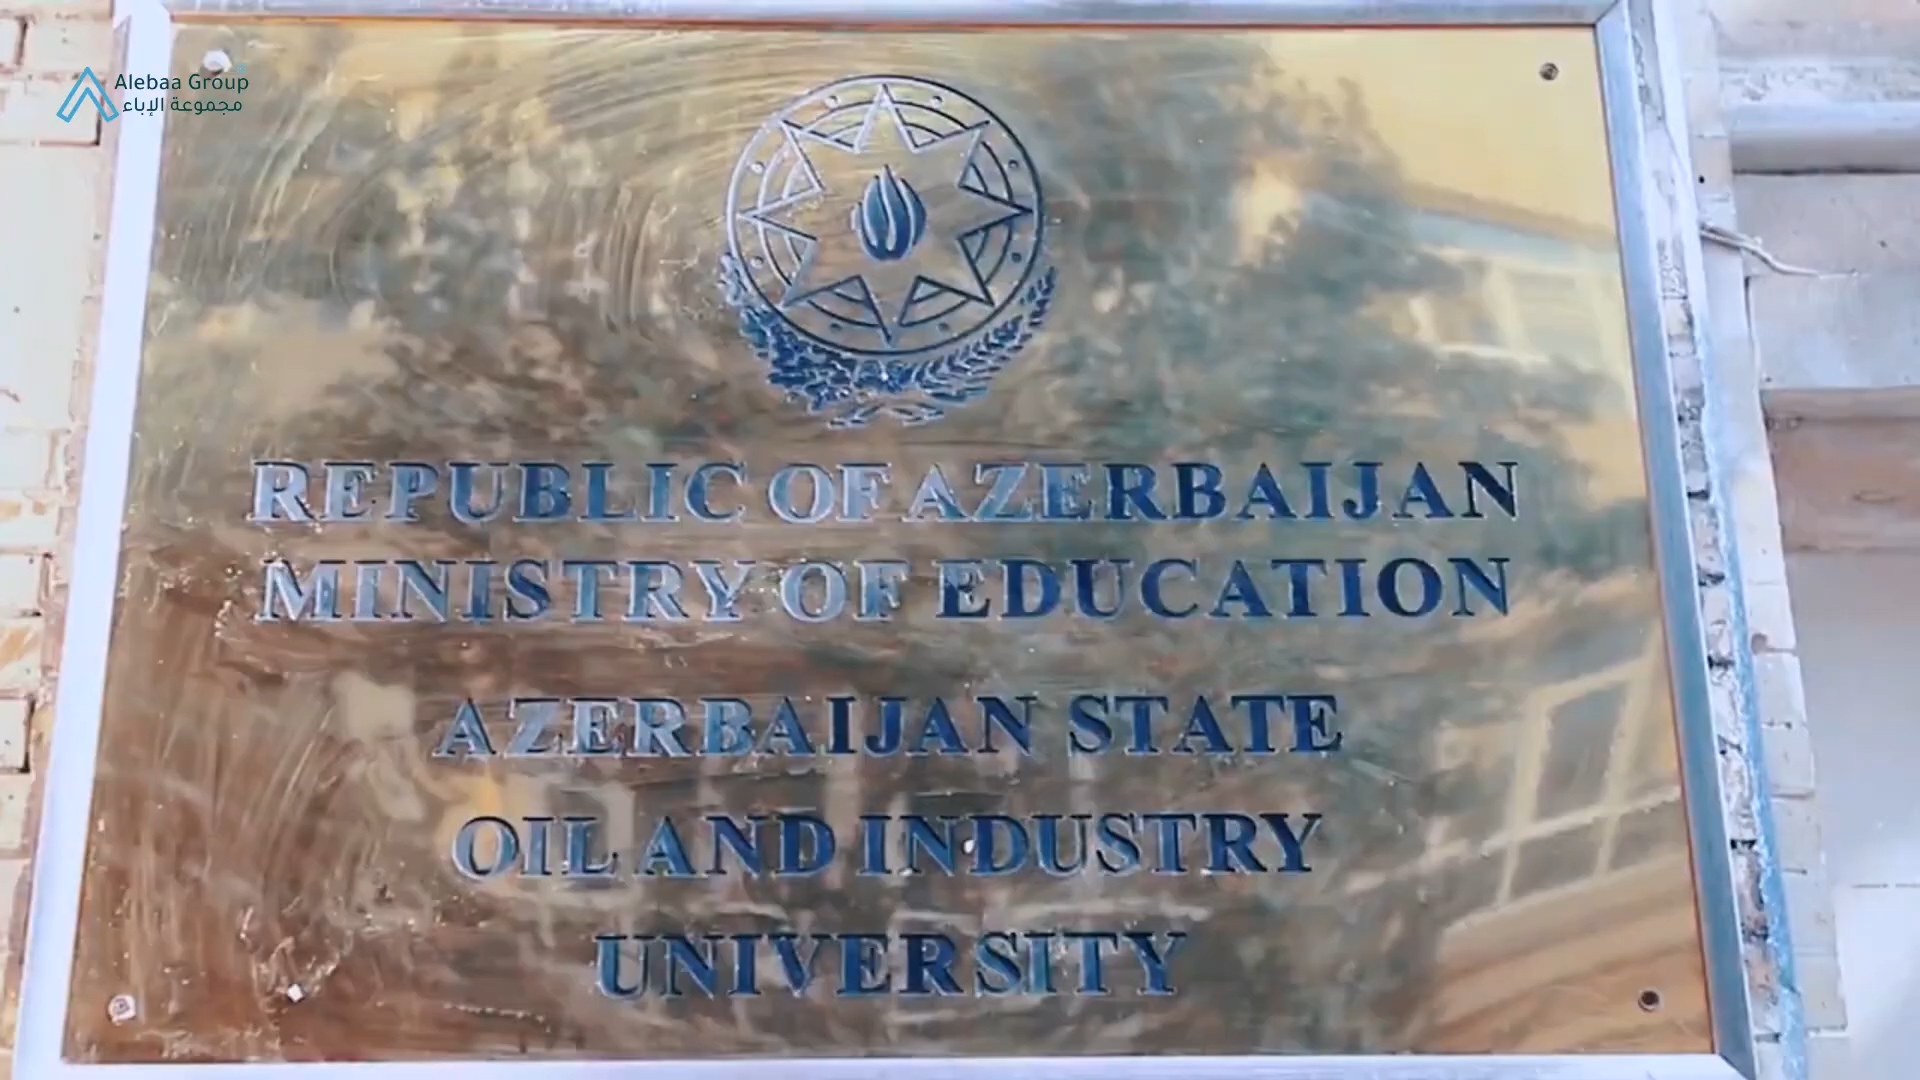 Alebaa Group
مجموعة الإباء
REPUBLIC OF AZERBAIJAN
MINISTRY OF EDUCATION
AZERBAIJAN STATE
OIL AND INDUSTRY
UNIVERSITY